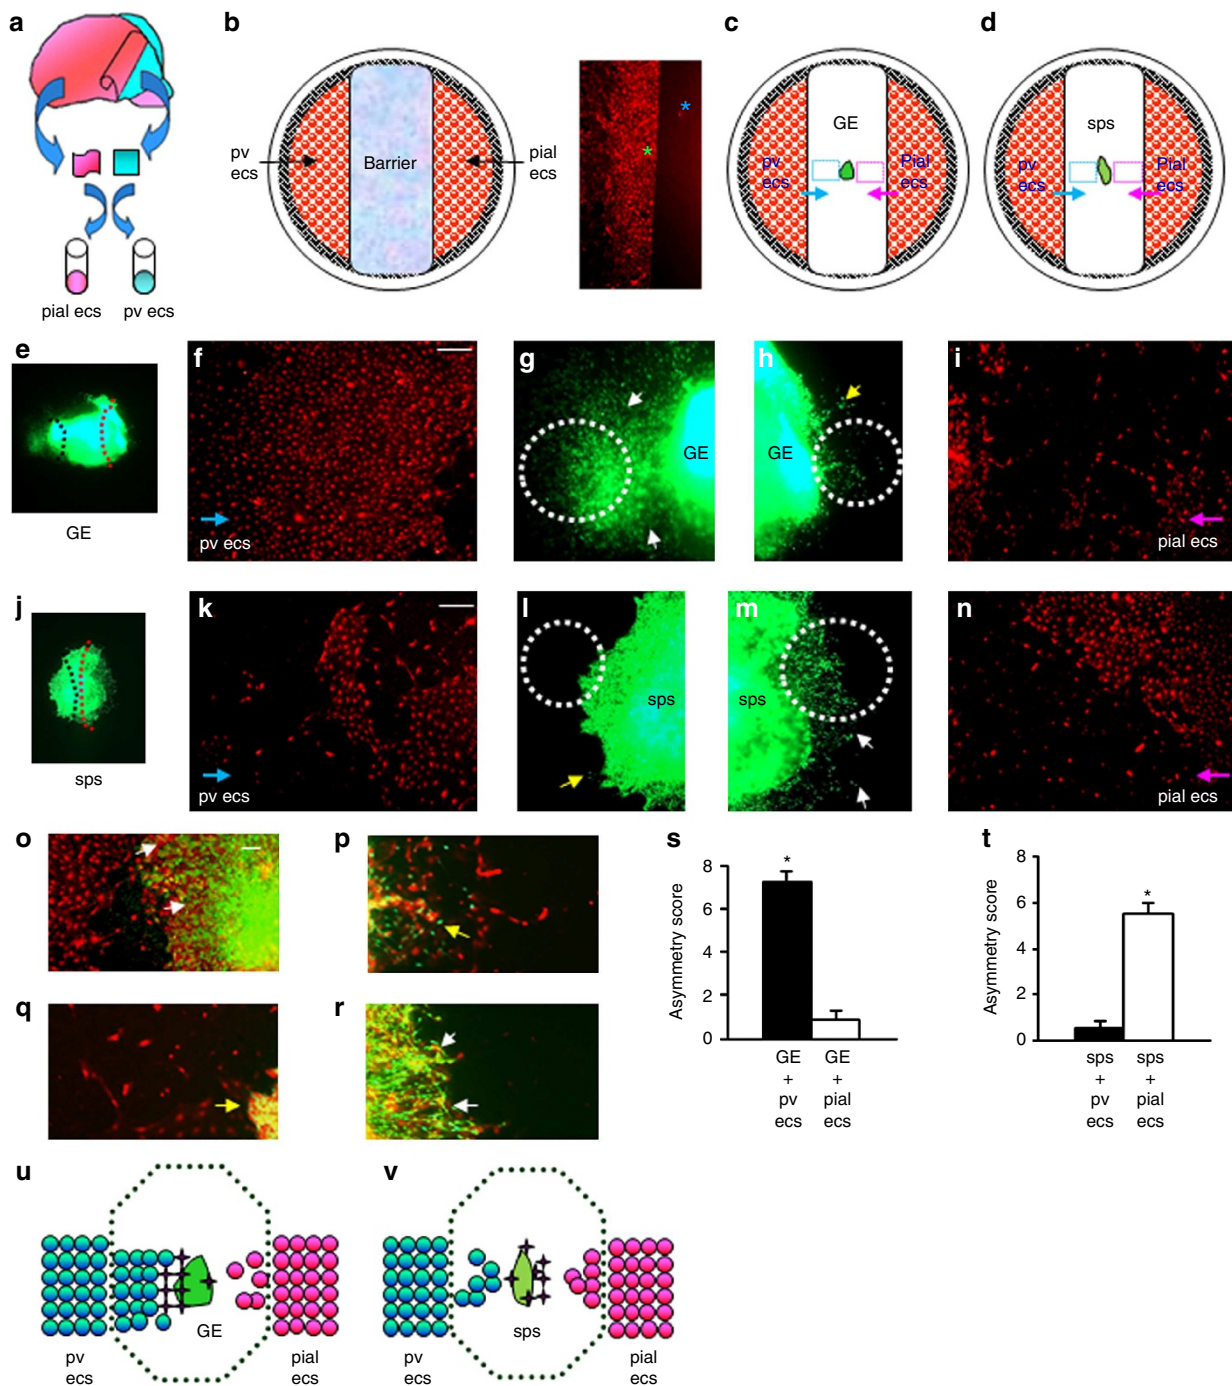 a
b
c
d
pial ecs
pv ecs
pv
ecs
Barrier
pial
ecs
*
*
GE
pv
ecs
Pial
ecs
sps
pv
ecs
Pial
ecs
e
f
g
h
i
GE
pv ecs
GE
GE
pial ecs
j
k
l
m
n
sps
pv ecs
sps
sps
pial ecs
o
p
q
r
s
Asymmetry score
8
6
4
2
0
*
GE
+
pv
ecs
GE
+
pial
ecs
t
Asymmetry score
8
6
4
2
0
*
sps
+
pv
ecs
sps
+
pial
ecs
u
GE
pv
ecs
pial
ecs
v
sps
pv
ecs
pial
ecs